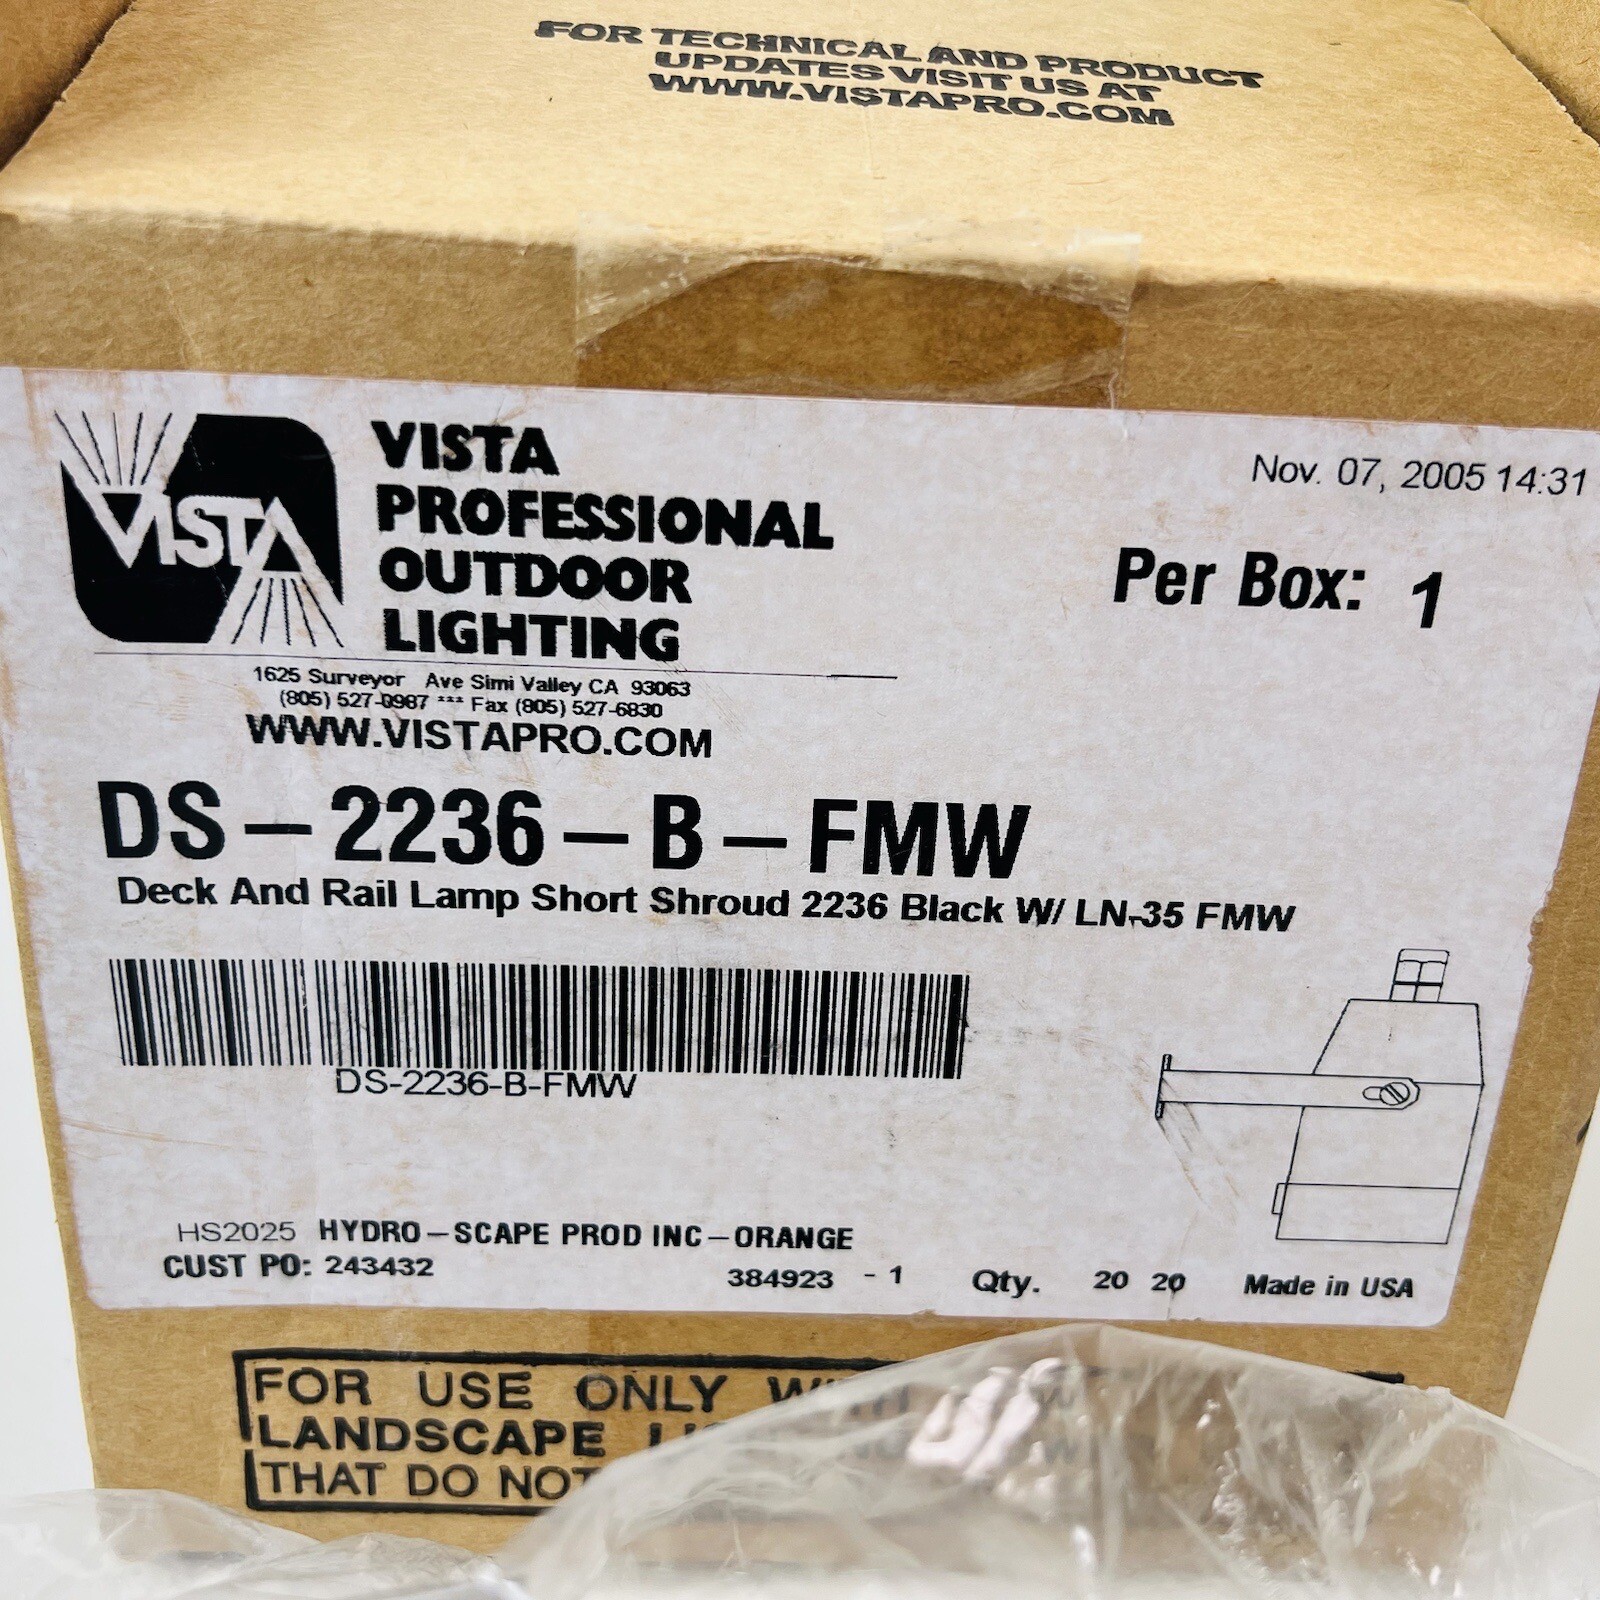 FOR TECHNICAL AND PRODUCT
UPDATES VISIT US AT
WWW.VISTAPRO.COM
VISTA
VISTA
PROFESSIONAL
OUTDOOR
LIGHTING
Nov. 07, 2005 14:31
Per Box: 1
1625 Surveyor Ave Simi Valley CA 93063
(805) 527-0987 *** Fax (805) 527-6830
WWW.VISTAPRO.COM
DS-2236-B-FMW
Deck And Rail Lamp Short Shroud 2236 Black W/ LN-35 FMW
DS-2236-B-FMW
HS2025 HYDRO-SCAPE PROD INC-ORANGE
CUST PO: 243432
384923 - 1 Qty. 20 20 Made in USA
FOR USE ONLY WITH
LANDSCAPE
THAT DO NOT